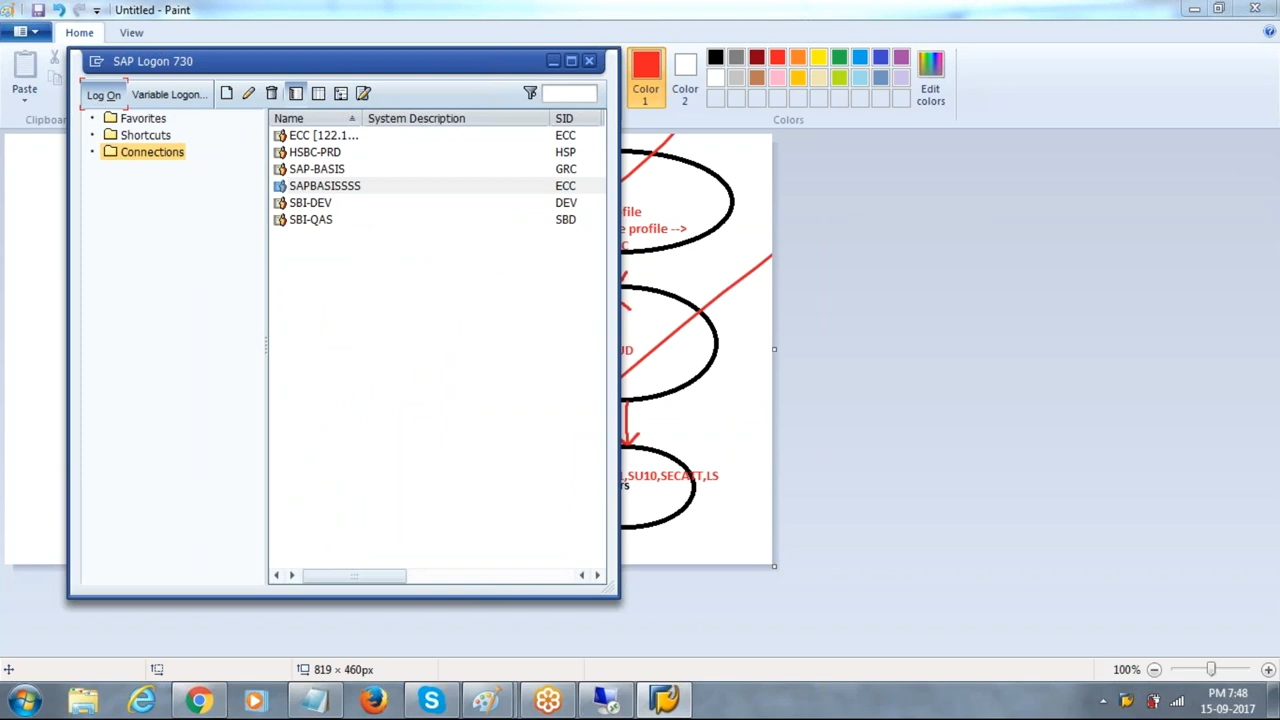 Untitled - Paint
Home
View
Paste
Clipboa
SAP Logon 730
Log On
Variable Logon...
Favorites
Shortcuts
Connections
Name
System Description
SID
ECC [122.1...
ECC
HSBC-PRD
HSP
SAP-BASIS
GRC
SAPBASISSSS
ECC
SBI-DEV
DEV
SBI-QAS
SBD
Color
1
Color
2
Edit
colors
Colors
file
e profile -->
C
UD
,SU10,SECATT,LS
rs
819 × 460px
100%
PM 7:48
15-09-2017